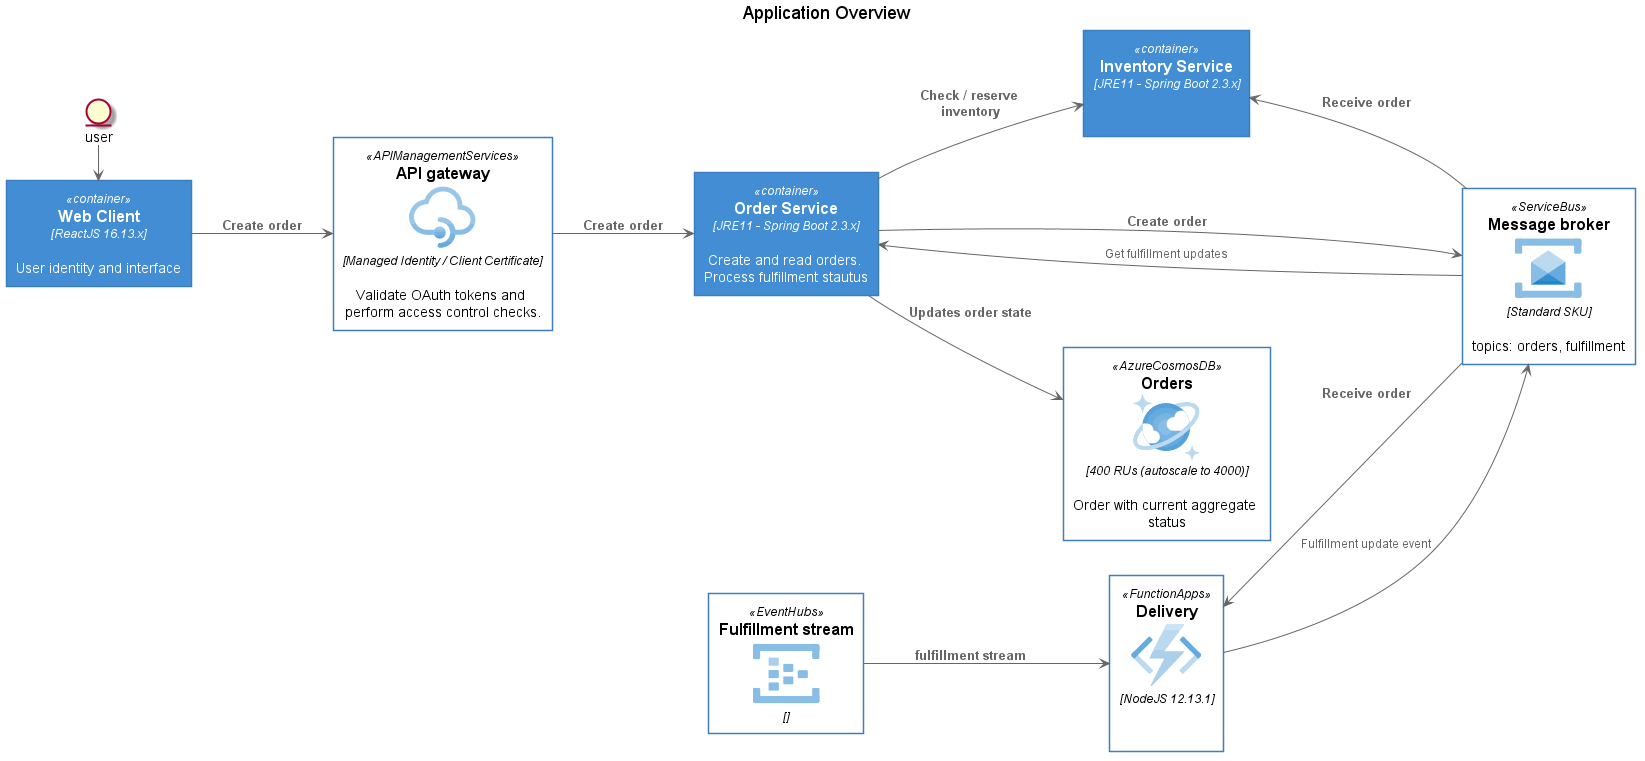 Application Overview
«container»
Inventory Service
[JRE11 - Spring Boot 2.3.x]
Check / reserve
inventory
Receive order
user
«container»
Web Client
[ReactJS 16.13.x]
User identity and interface
Create order
«APIManagementServices»
API gateway
[Managed Identity / Client Certificate]
Validate OAuth tokens and
perform access control checks.
Create order
«container»
Order Service
[JRE11 - Spring Boot 2.3.x]
Create and read orders.
Process fulfillment stautus
Create order
Get fulfillment updates
«ServiceBus»
Message broker
[Standard SKU]
topics: orders, fulfillment
Updates order state
«AzureCosmosDB»
Orders
[400 RUs (autoscale to 4000)]
Order with current aggregate
status
Receive order
Fulfillment update event
«EventHubs»
Fulfillment stream
[]
fulfillment stream
«FunctionApps»
Delivery
[NodeJS 12.13.1]